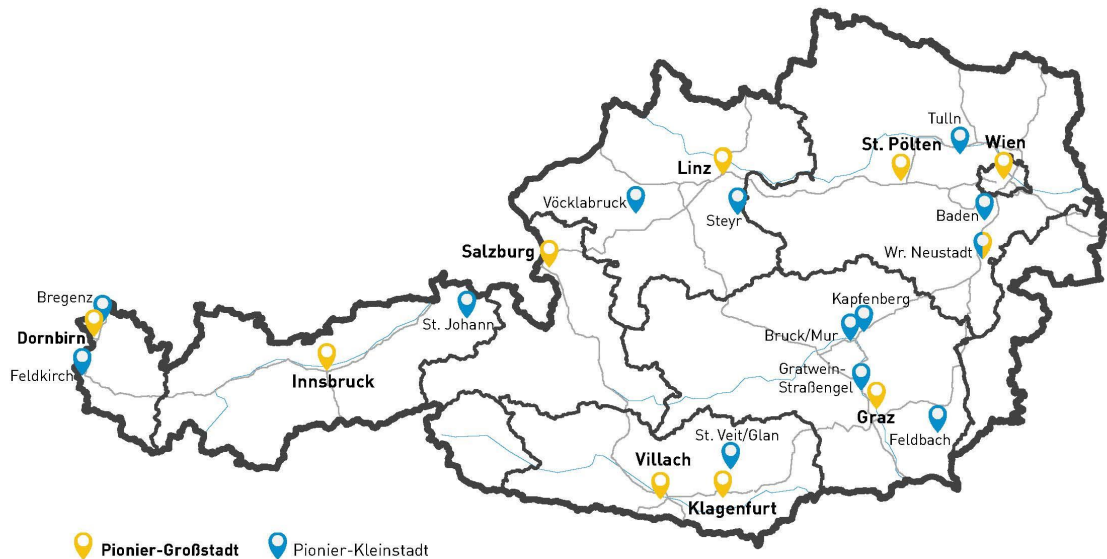 Tulln
St. Pölten
Wien
Linz
Vöcklabruck
Steyr
Baden
Salzburg
Wr. Neustadt
Bregenz
Dornbirn
Feldkirch
St. Johann
Innsbruck
Kapfenberg
Bruck/Mur
Gratwein-
Straßengel
Graz
Feldbach
St. Veit/Glan
Villach
Klagenfurt
Pionier-Großstadt
Pionier-Kleinstadt